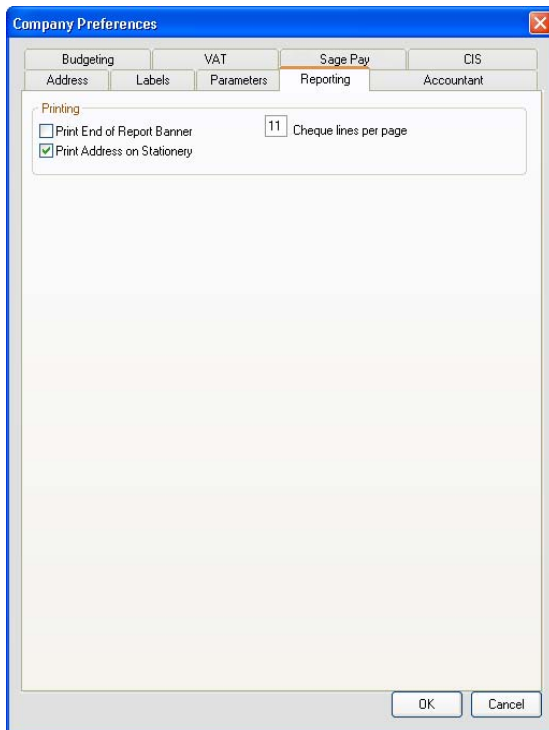 Company Preferences
Budgeting VAT Sage Pay CIS
Address Labels Parameters Reporting Accountant
Printing
Print End of Report Banner 11 Cheque lines per page
Print Address on Stationery
OK Cancel